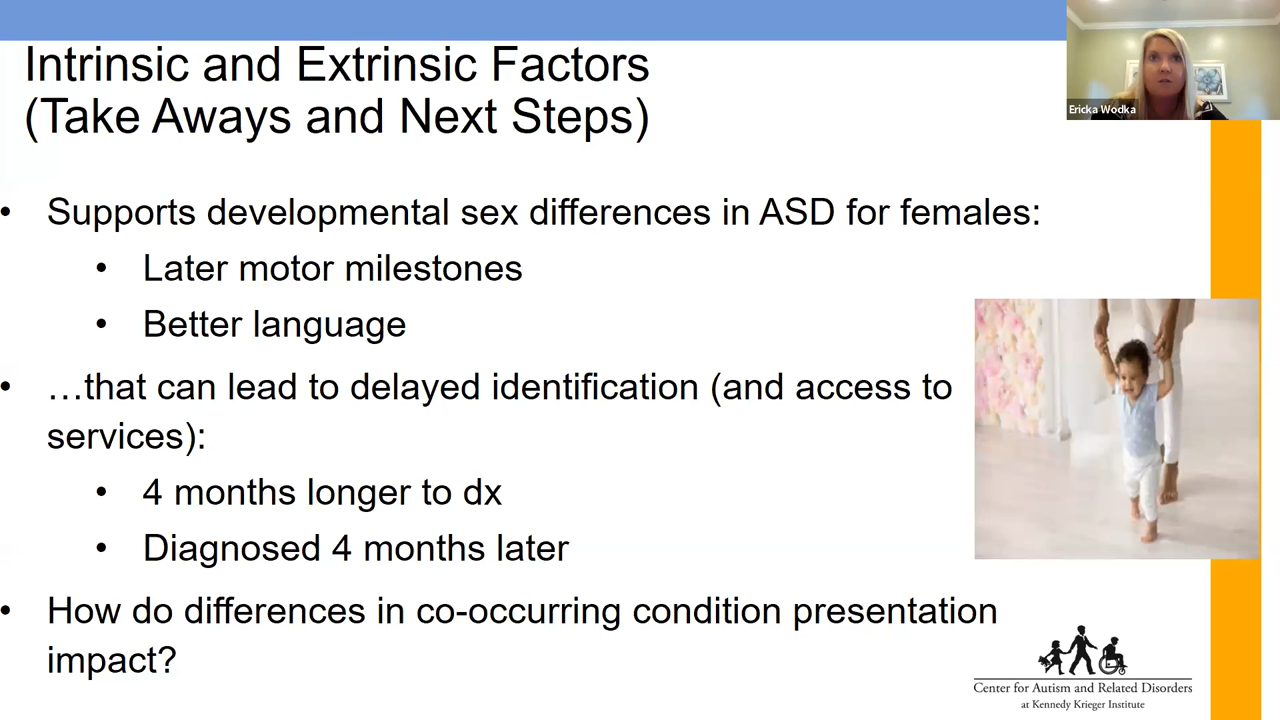 Intrinsic and Extrinsic Factors
(Take Aways and Next Steps)
Ericka Wodka
• Supports developmental sex differences in ASD for females:
• Later motor milestones
• Better language
• …that can lead to delayed identification (and access to
services):
• 4 months longer to dx
• Diagnosed 4 months later
• How do differences in co-occurring condition presentation
impact?
Center for Autism and Related Disorders
at Kennedy Krieger Institute